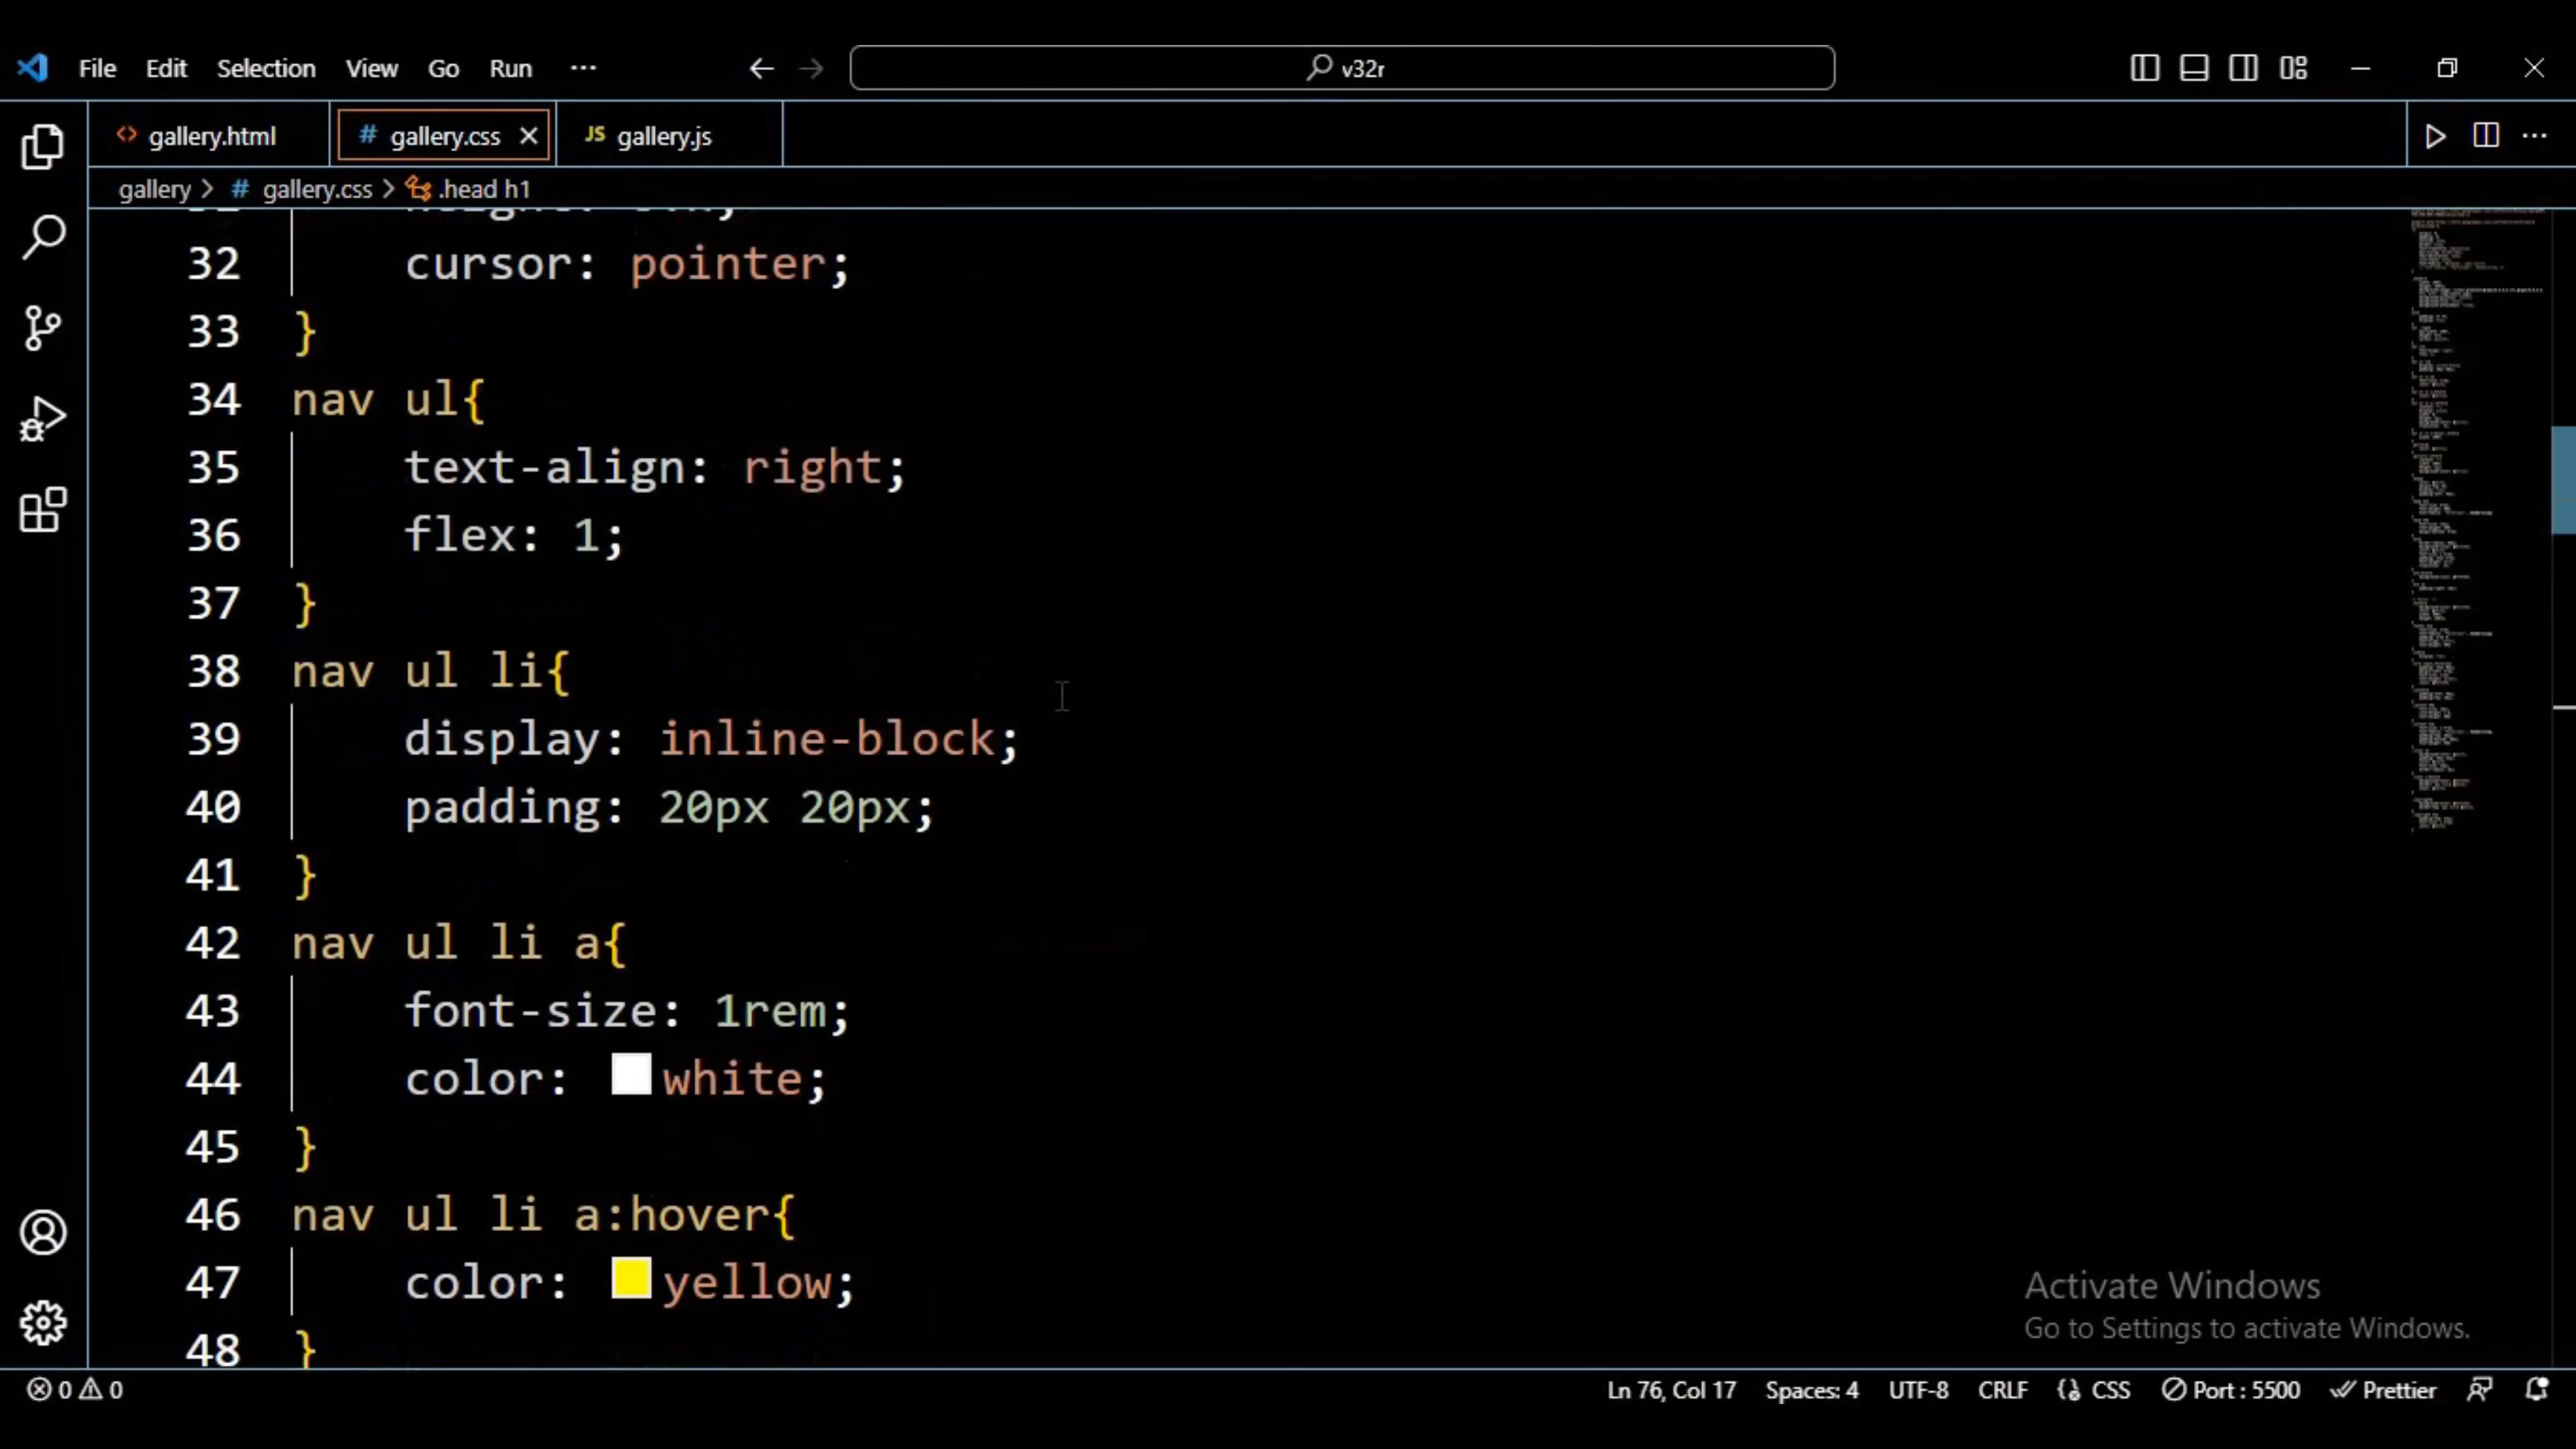 File Edit Selection View Go Run ··· v32r
gallery.html gallery.css JS gallery.js
gallery > # gallery.css > .head h1
32 cursor: pointer;
33 }
34 nav ul{
35 text-align: right;
36 flex: 1;
37 }
38 nav ul li{
39 display: inline-block;
40 padding: 20px 20px;
41 }
42 nav ul li a{
43 font-size: 1rem;
44 color: white;
45 }
46 nav ul li a:hover{
47 color: yellow;
48 }
Activate Windows
Go to Settings to activate Windows.
0 0 Ln 76, Col 17 Spaces: 4 UTF-8 CRLF CSS Port : 5500 Prettier